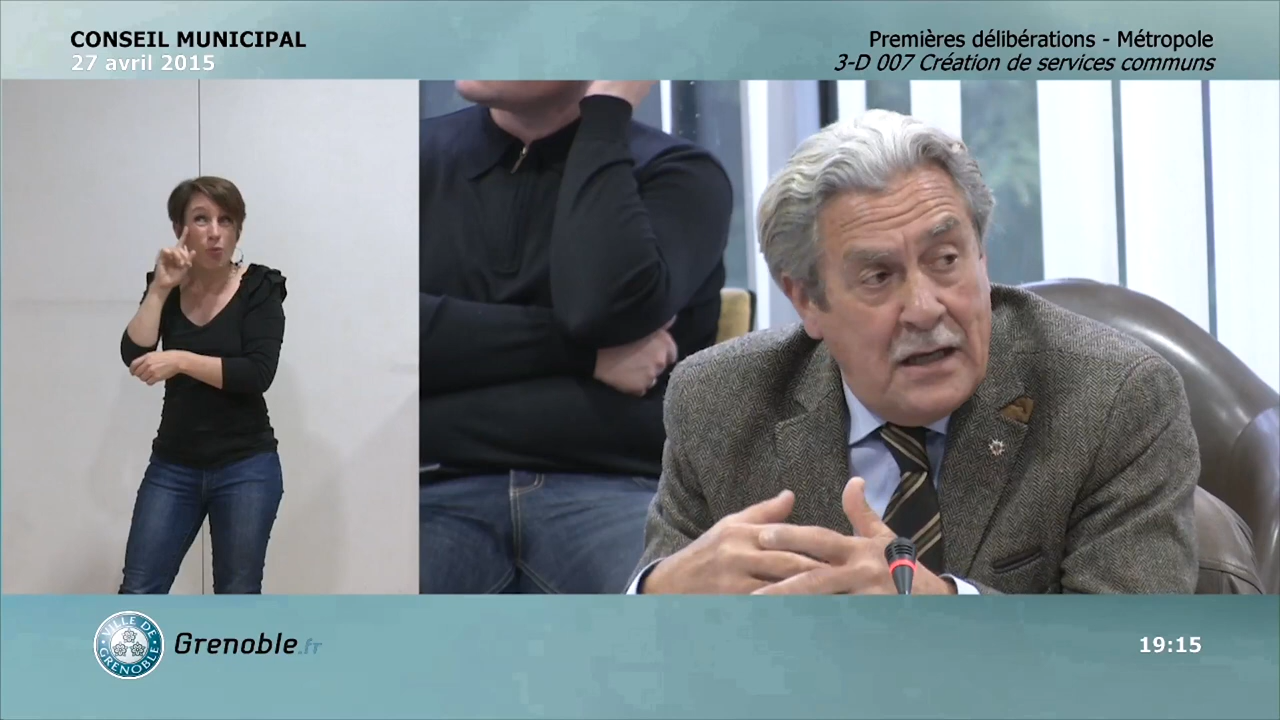 CONSEIL MUNICIPAL
27 avril 2015
Premières délibérations - Métropole
3-D 007 Création de services communs
VILLE DE GRENOBLE
Grenoble.fr
19:15